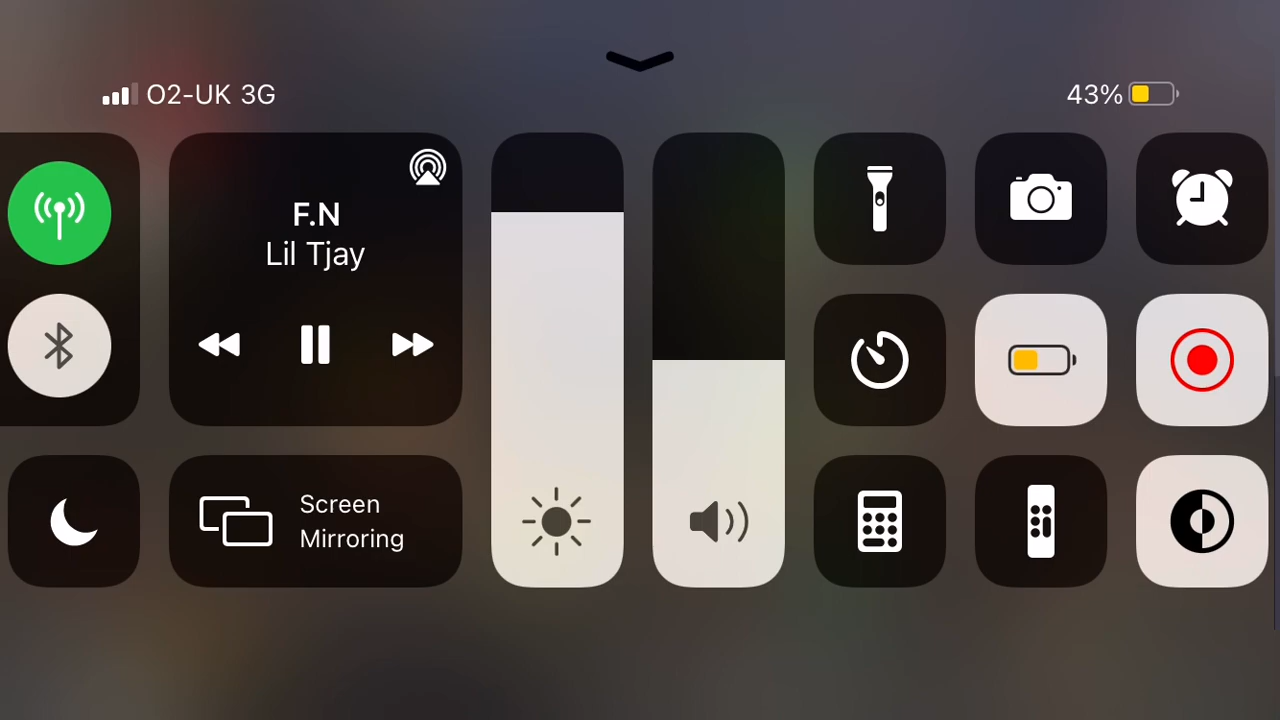 O2-UK 3G
43%
F.N
Lil Tjay
Screen
Mirroring